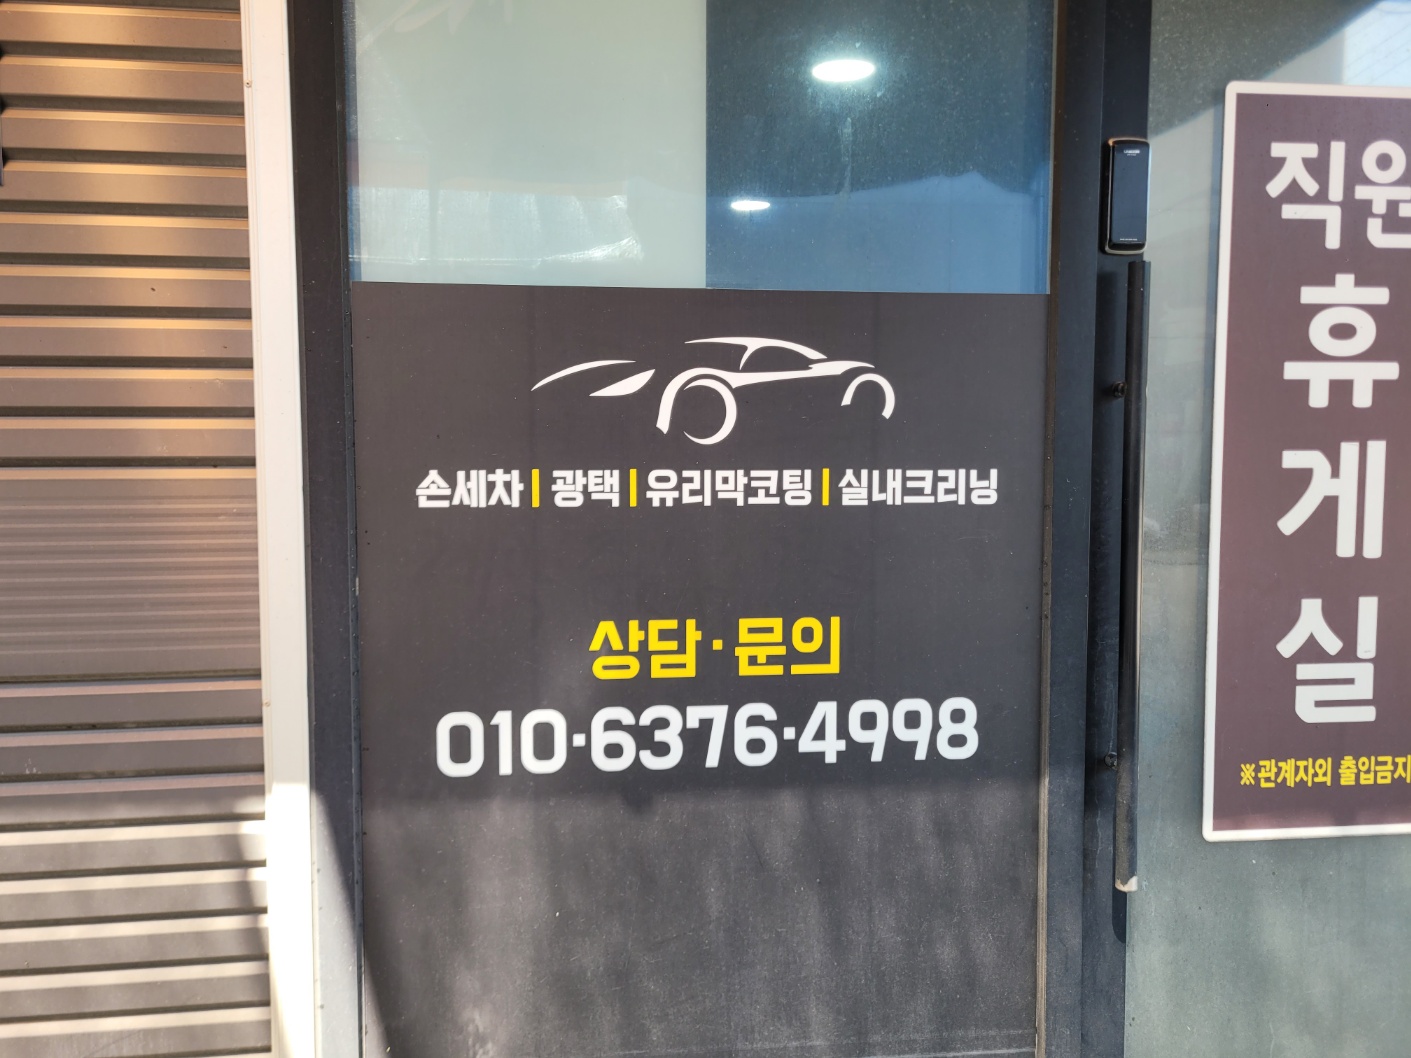 손세차 | 광택 | 유리막코팅 | 실내크리닝
상담·문의
010·6376·4998
직원
휴
게
실
※관계자외 출입금지